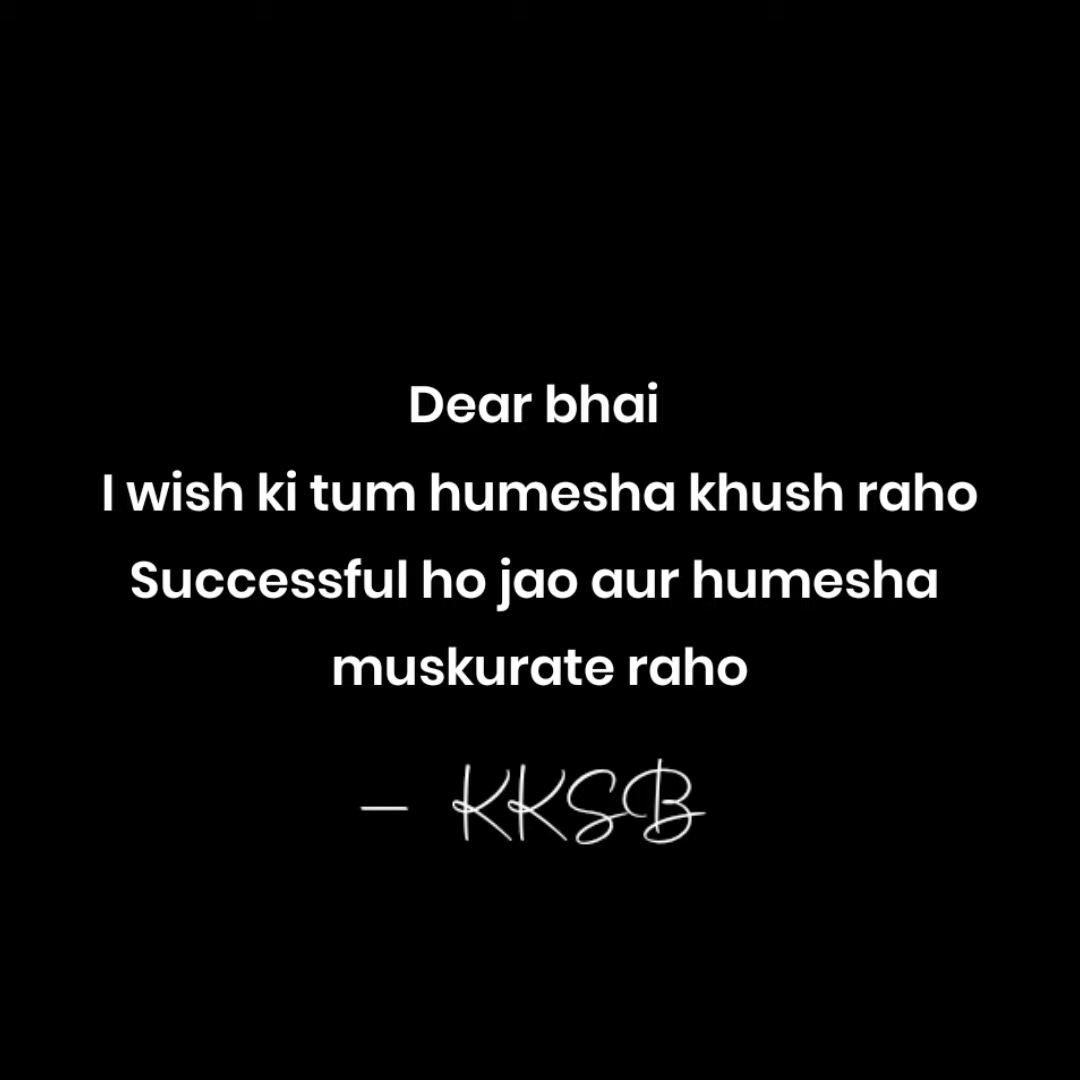 Dear bhai
I wish ki tum humesha khush raho
Successful ho jao aur humesha
muskurate raho
— KKSB